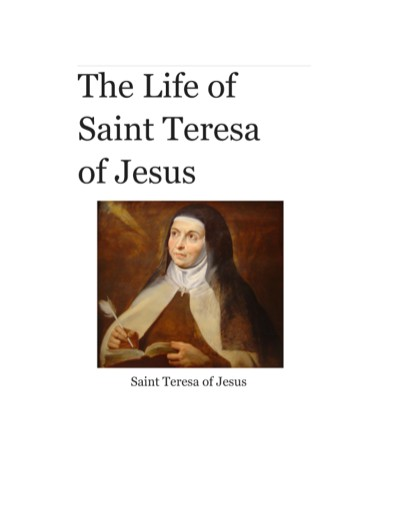 The Life of
Saint Teresa
of Jesus
Saint Teresa of Jesus